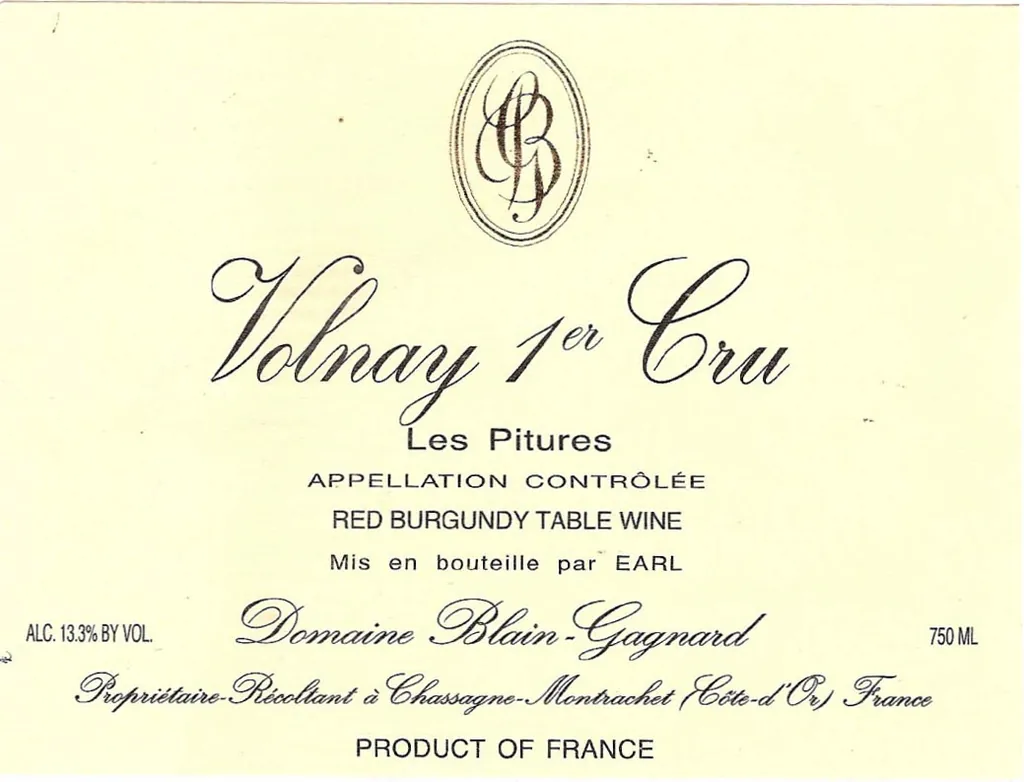 GB
Volnay 1er Cru
Les Pitures
APPELLATION CONTRÔLÉE
RED BURGUNDY TABLE WINE
Mis en bouteille par EARL
ALC. 13.3% BY VOL.
Domaine Blain-Gagnard
750 ML
Propriétaire-Récoltant à Chassagne-Montrachet (Côte-d'Or) France
PRODUCT OF FRANCE